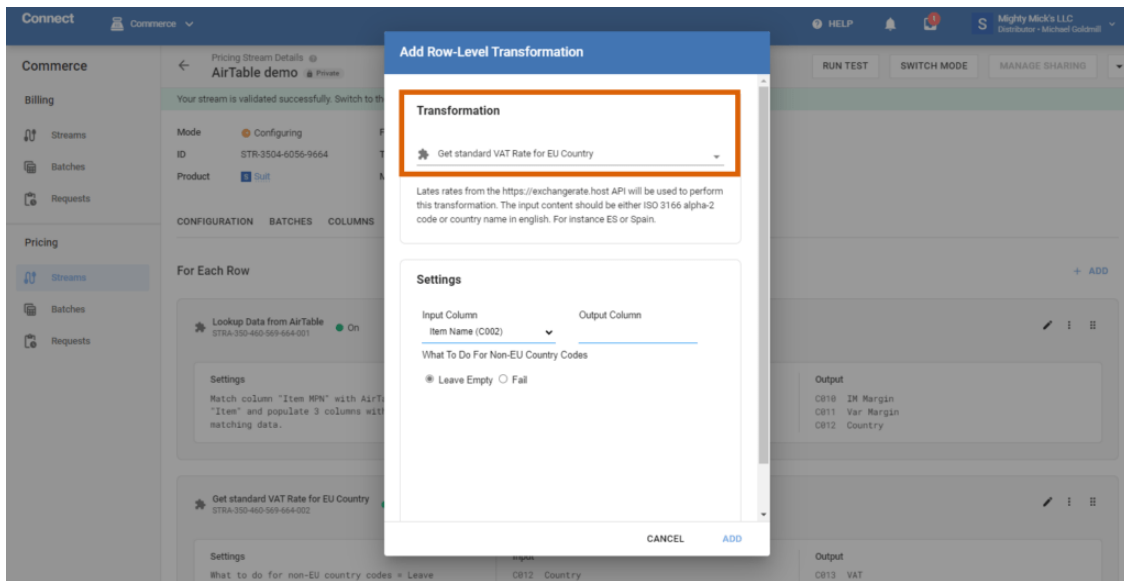 Connect
Commerce
HELP
S
Mighty Mick's LLC
Distributor - Michael Goldmill
Commerce
Billing
Streams
Batches
Requests
Pricing
Streams
Batches
Requests
Pricing Stream Details
AirTable demo
Private
RUN TEST
SWITCH MODE
MANAGE SHARING
Your stream is validated successfully. Switch to th
Mode
Configuring
ID
STR-3504-6056-9664
Product
S Suit
CONFIGURATION
BATCHES
COLUMNS
For Each Row
+ ADD
Lookup Data from AirTable
On
STRA-350-460-569-664-001
Settings
Match column "Item MPN" with AirTa
"Item" and populate 3 columns with
matching data.
Output
C010 IM Margin
C011 Var Margin
C012 Country
Get standard VAT Rate for EU Country
STRA-350-460-569-664-002
Settings
What to do for non-EU country codes = Leave
Input
C012 Country
Output
C013 VAT
Add Row-Level Transformation
Transformation
Get standard VAT Rate for EU Country
Lates rates from the https://exchangerate.host API will be used to perform
this transformation. The input content should be either ISO 3166 alpha-2
code or country name in english. For instance ES or Spain.
Settings
Input Column
Output Column
Item Name (C002)
What To Do For Non-EU Country Codes
Leave Empty
Fail
CANCEL
ADD